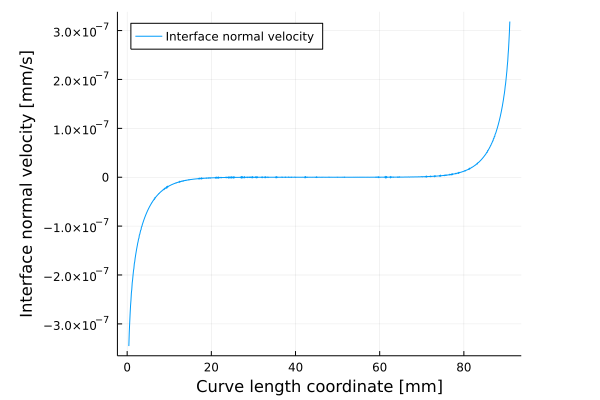 Interface normal velocity [mm/s]
Interface normal velocity
3.0×10⁻⁷
2.0×10⁻⁷
1.0×10⁻⁷
0
−1.0×10⁻⁷
−2.0×10⁻⁷
−3.0×10⁻⁷
0 20 40 60 80
Curve length coordinate [mm]